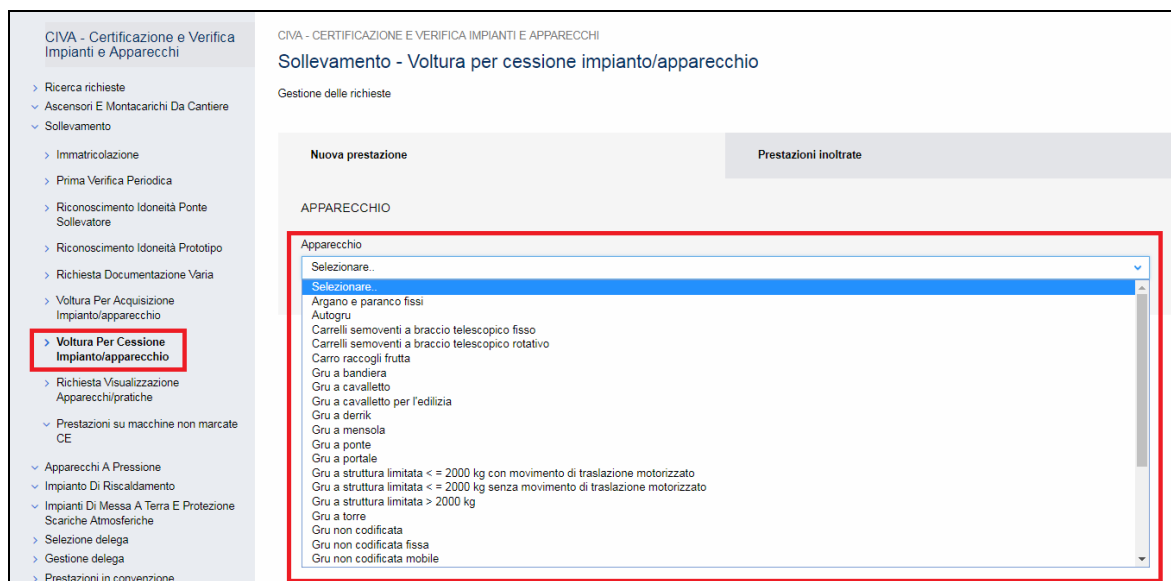 CIVA - Certificazione e Verifica
Impianti e Apparecchi
Ricerca richieste
Ascensori E Montacarichi Da Cantiere
Sollevamento
Immatricolazione
Prima Verifica Periodica
Riconoscimento Idoneità Ponte
Sollevatore
Riconoscimento Idoneità Prototipo
Richiesta Documentazione Varia
Voltura Per Acquisizione
Impianto/apparecchio
Voltura Per Cessione
Impianto/apparecchio
Richiesta Visualizzazione
Apparecchi/pratiche
Prestazioni su macchine non marcate
CE
Apparecchi A Pressione
Impianto Di Riscaldamento
Impianti Di Messa A Terra E Protezione
Scariche Atmosferiche
Selezione delega
Gestione delega
Prestazioni in convenzione
CIVA - CERTIFICAZIONE E VERIFICA IMPIANTI E APPARECCHI
Sollevamento - Voltura per cessione impianto/apparecchio
Gestione delle richieste
Nuova prestazione
Prestazioni inoltrate
APPARECCHIO
Apparecchio
Selezionare..
Selezionare..
Argano e paranco fissi
Autogru
Carrelli semoventi a braccio telescopico fisso
Carrelli semoventi a braccio telescopico rotativo
Carro raccogli frutta
Gru a bandiera
Gru a cavalletto
Gru a cavalletto per l'edilizia
Gru a derrik
Gru a mensola
Gru a ponte
Gru a portale
Gru a struttura limitata < = 2000 kg con movimento di traslazione motorizzato
Gru a struttura limitata < = 2000 kg senza movimento di traslazione motorizzato
Gru a struttura limitata > 2000 kg
Gru a torre
Gru non codificata
Gru non codificata fissa
Gru non codificata mobile